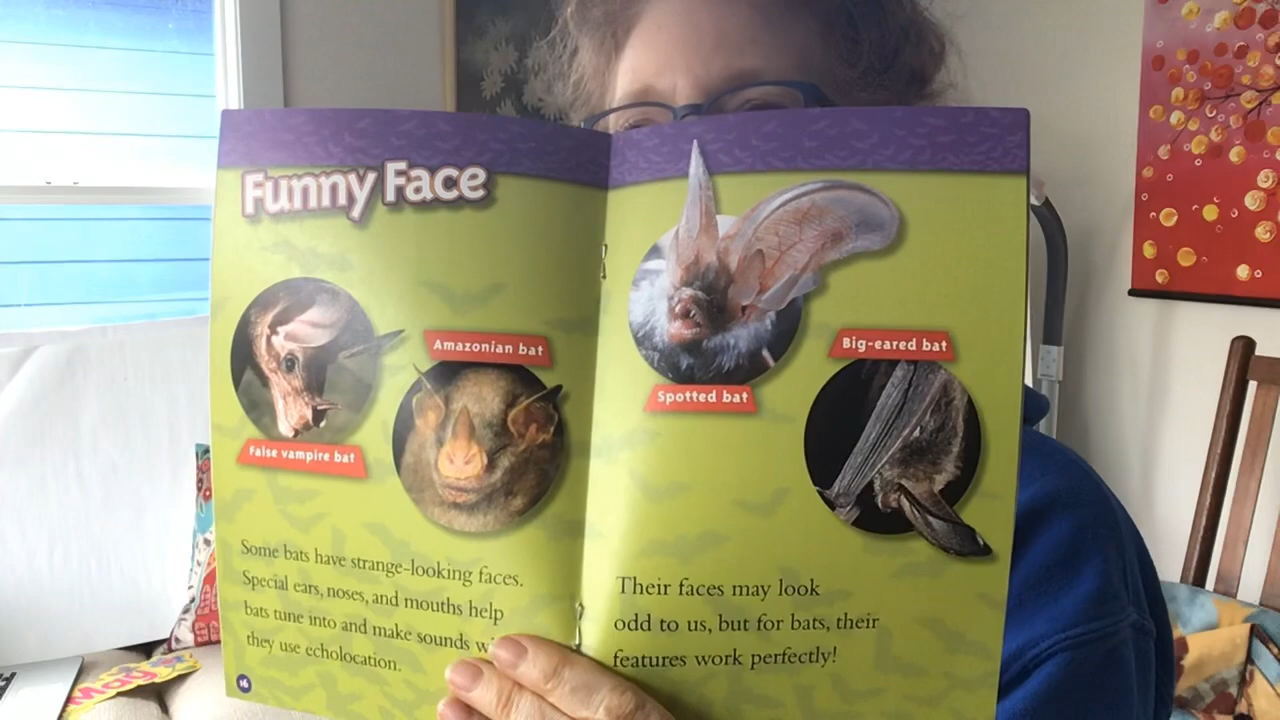 Funny Face
False vampire bat
Amazonian bat
Some bats have strange-looking faces.
Special ears, noses, and mouths help
bats tune into and make sounds
they use echolocation.
16
Spotted bat
Big-eared bat
Their faces may look
odd to us, but for bats, their
features work perfectly!
May